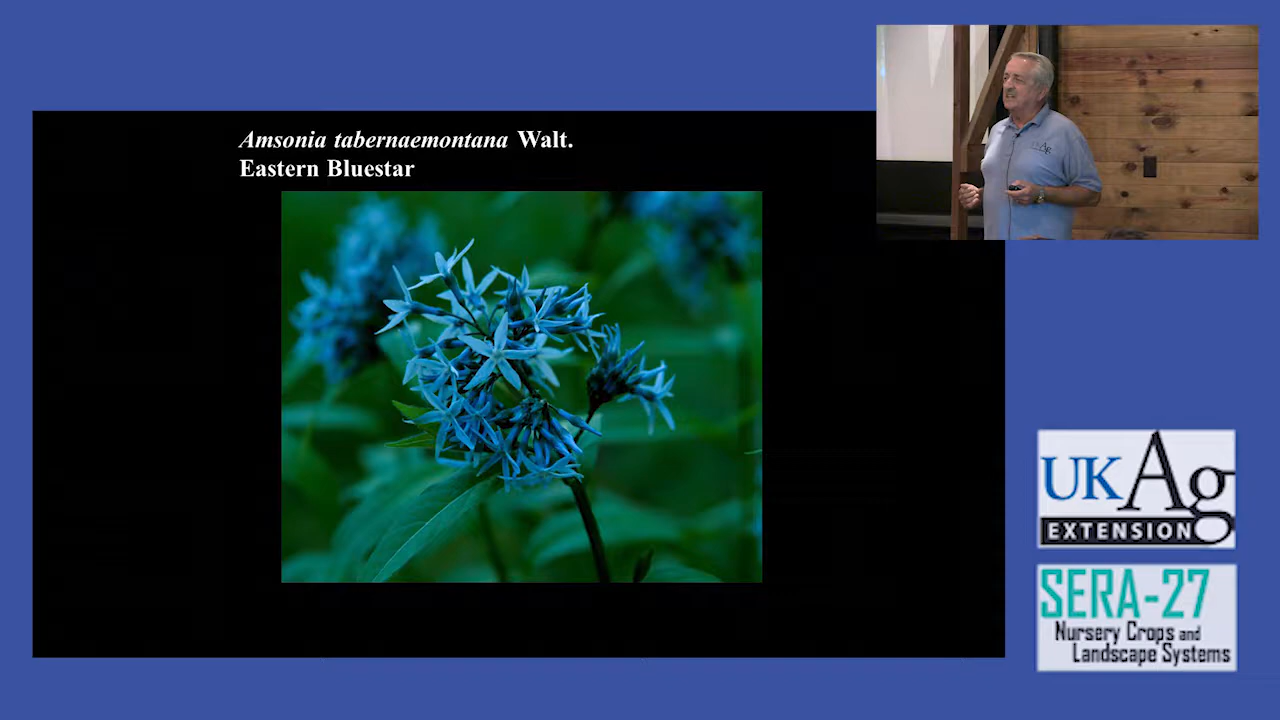 Amsonia tabernaemontana Walt.
Eastern Bluestar
UKAg
EXTENSION
SERA-27
Nursery Crops and
Landscape Systems